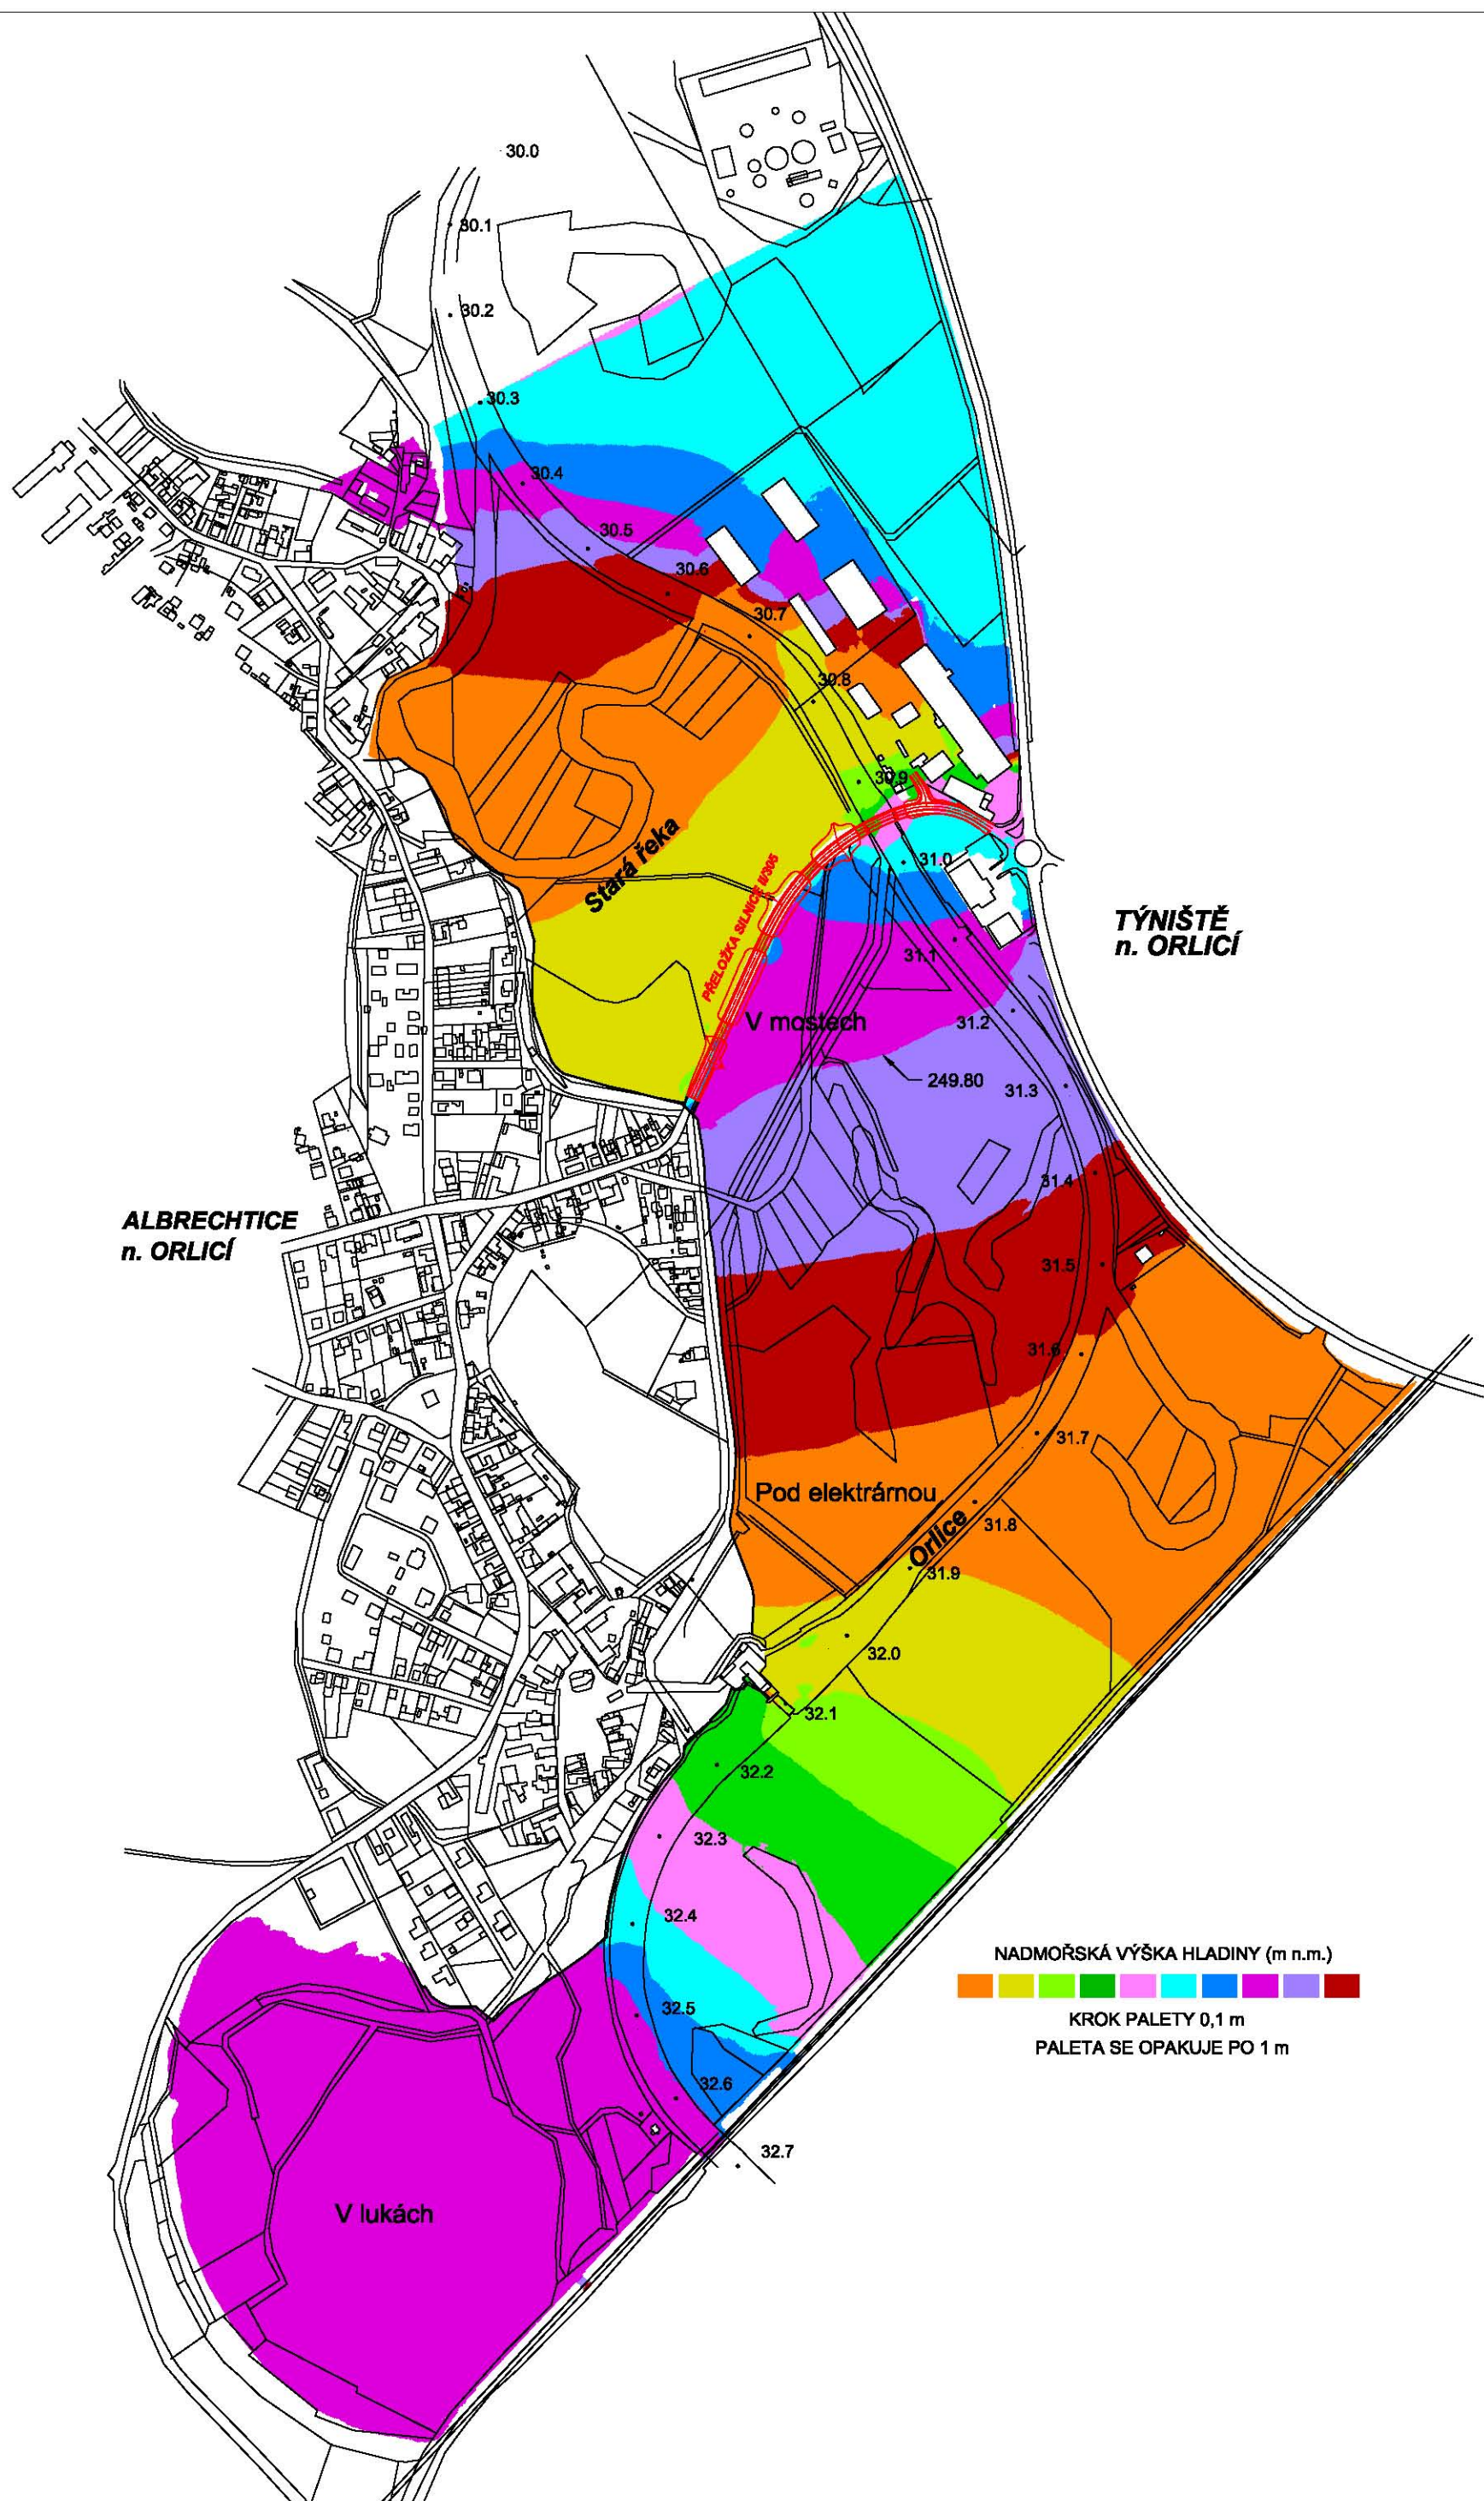 30.0
30.1
30.2
30.3
30.4
30.5
30.6
30.7
30.8
30.9
Stará řeka
PŘELOŽKA SILNICE II/305
31.0
TÝNIŠTĚ
n. ORLICÍ
31.1
V mostech
31.2
249.80
31.3
31.4
ALBRECHTICE
n. ORLICÍ
31.5
31.6
31.7
Pod elektrárnou
31.8
Orlice
31.9
32.0
32.1
32.2
32.3
32.4
NADMOŘSKÁ VÝŠKA HLADINY (m n.m.)
32.5
KROK PALETY 0,1 m
PALETA SE OPAKUJE PO 1 m
32.6
32.7
V lukách